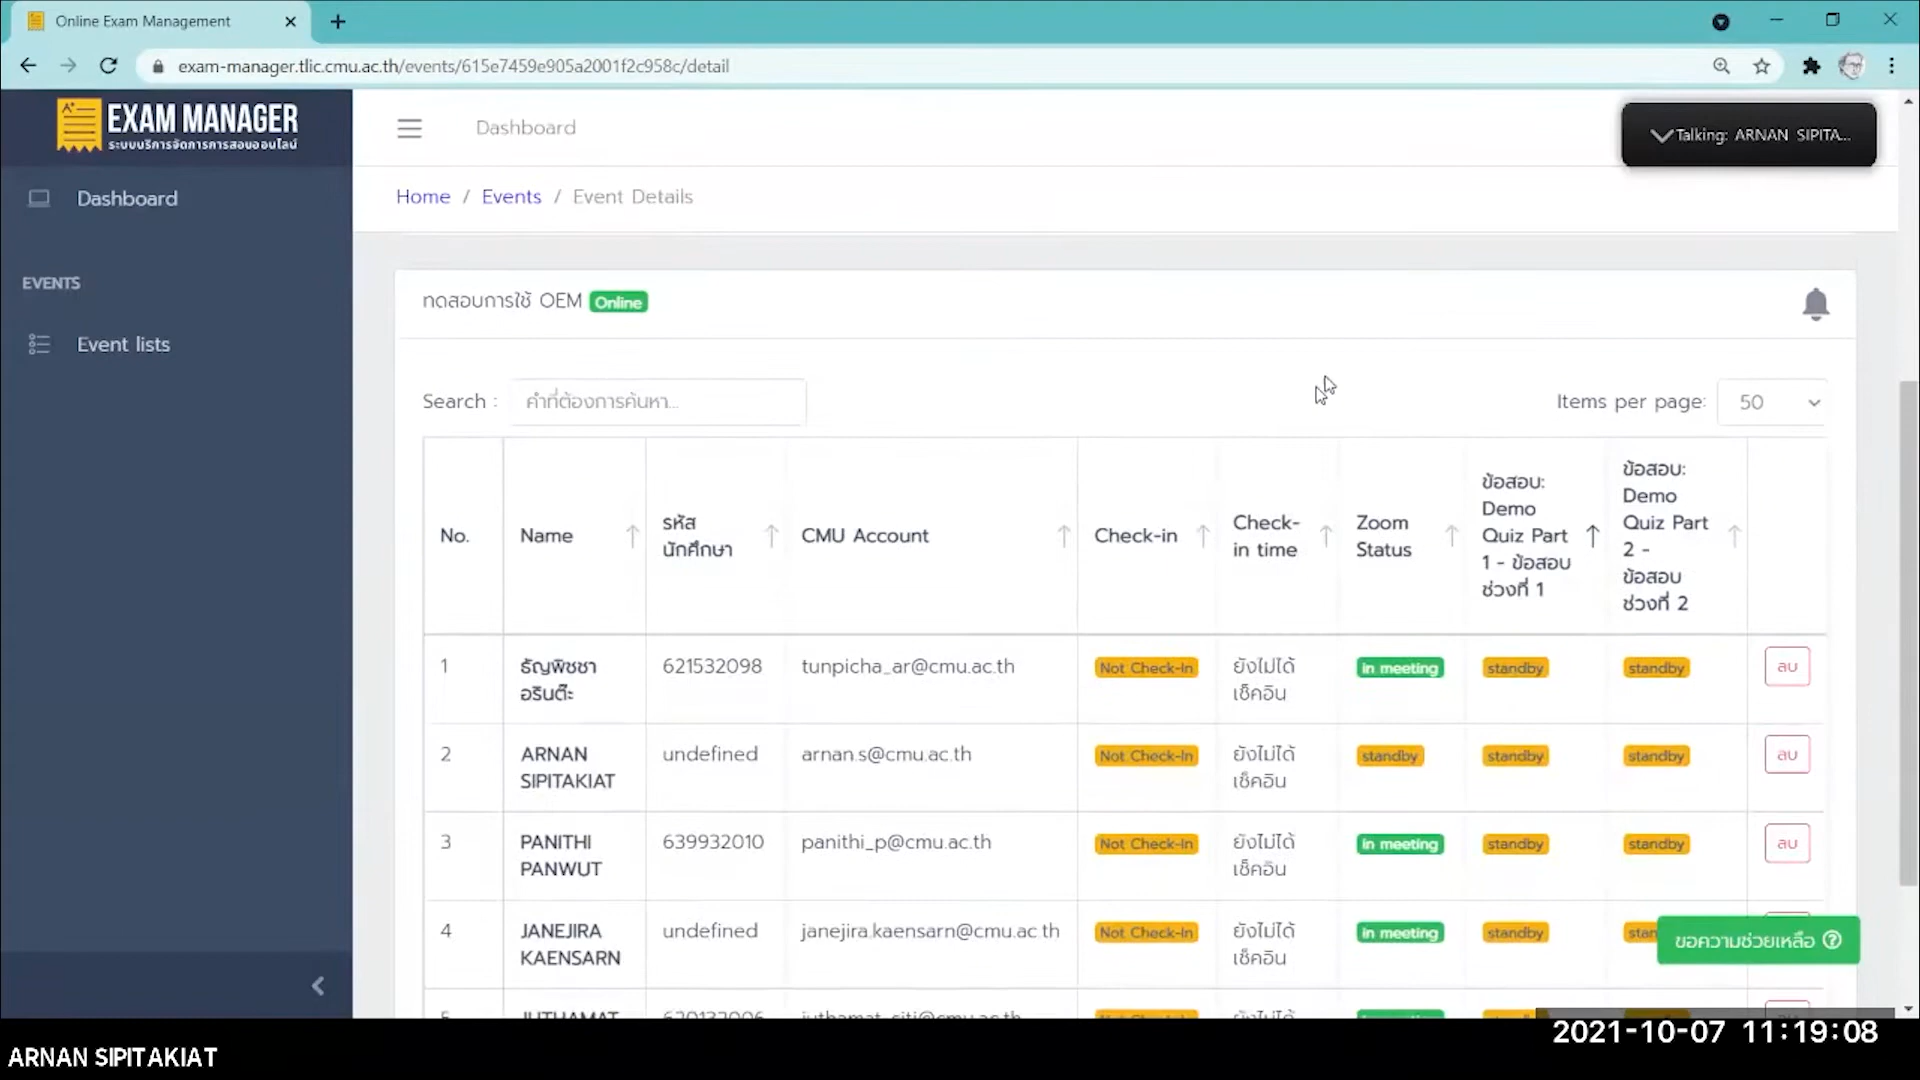 Online Exam Management
exam-manager.tlic.cmu.ac.th/events/615e7459e905a2001f2c958c/detail
EXAM MANAGER
ระบบบริการจัดการการสอบออนไลน์
Dashboard
Talking: ARNAN SIPITA...
Dashboard
Home / Events / Event Details
EVENTS
Event lists
ทดสอบการใช้ OEM Online
Search : คำที่ต้องการค้นหา...
Items per page: 50
No.
Name
รหัส
นักศึกษา
CMU Account
Check-in
Check-
in time
Zoom
Status
ข้อสอบ:
Demo
Quiz Part
1 - ข้อสอบ
ช่วงที่ 1
ข้อสอบ:
Demo
Quiz Part
2 -
ข้อสอบ
ช่วงที่ 2
1 ธัญพิชชา 621532098 tunpicha_ar@cmu.ac.th Not Check-In ยังไม่ได้ in meeting standby standby ลบ
อรินต๊ะ เช็คอิน
2 ARNAN undefined arnan.s@cmu.ac.th Not Check-In ยังไม่ได้ standby standby standby ลบ
SIPITAKIAT เช็คอิน
3 PANITHI 639932010 panithi_p@cmu.ac.th Not Check-In ยังไม่ได้ in meeting standby standby ลบ
PANWUT เช็คอิน
4 JANEJIRA undefined janejira.kaensarn@cmu.ac.th Not Check-In ยังไม่ได้ in meeting standby stan
KAENSARN เช็คอิน
ขอความช่วยเหลือ
2021-10-07 11:19:08
ARNAN SIPITAKIAT